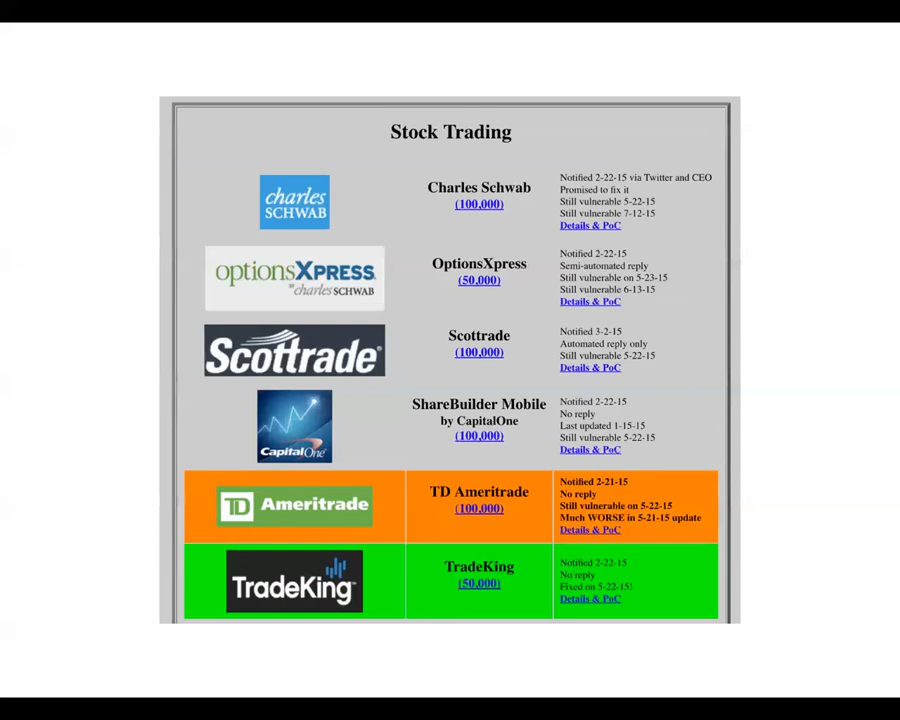 Stock Trading
charles
SCHWAB
Charles Schwab
(100,000)
Notified 2-22-15 via Twitter and CEO
Promised to fix it
Still vulnerable 5-22-15
Still vulnerable 7-12-15
Details & PoC
optionsXPRESS
by charles SCHWAB
OptionsXpress
(50,000)
Notified 2-22-15
Semi-automated reply
Still vulnerable on 5-23-15
Still vulnerable 6-13-15
Details & PoC
Scottrade
Scottrade
(100,000)
Notified 3-2-15
Automated reply only
Still vulnerable 5-22-15
Details & PoC
CapitalOne
ShareBuilder Mobile
by CapitalOne
(100,000)
Notified 2-22-15
No reply
Last updated 1-15-15
Still vulnerable 5-22-15
Details & PoC
TD Ameritrade
TD Ameritrade
(100,000)
Notified 2-21-15
No reply
Still vulnerable on 5-22-15
Much WORSE in 5-21-15 update
Details & PoC
TradeKing
TradeKing
(50,000)
Notified 2-22-15
No reply
Fixed on 5-22-15!
Details & PoC